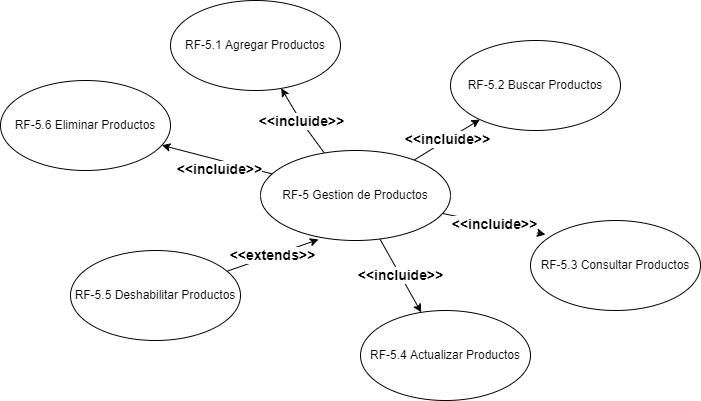 RF-5.1 Agregar Productos
RF-5.2 Buscar Productos
RF-5.6 Eliminar Productos
<<incluide>>
<<incluide>>
<<incluide>>
RF-5 Gestion de Productos
<<incluide>>
<<extends>>
RF-5.3 Consultar Productos
<<incluide>>
RF-5.5 Deshabilitar Productos
RF-5.4 Actualizar Productos